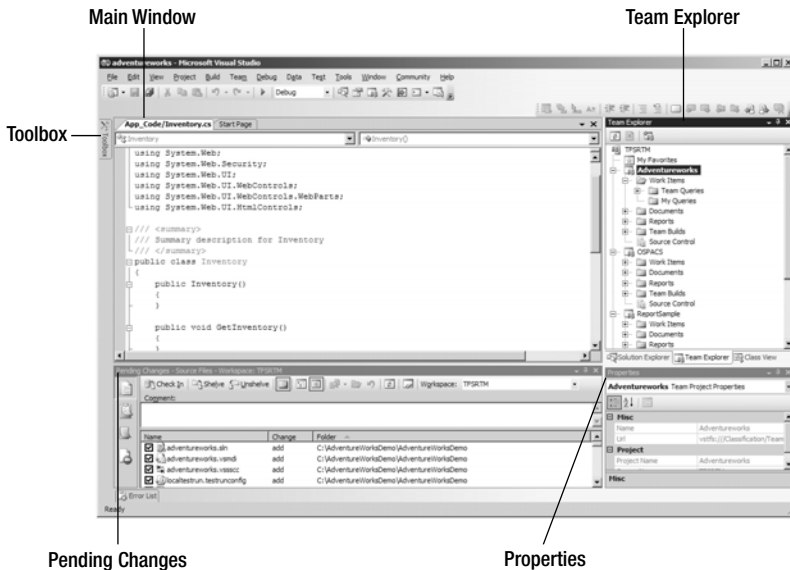 Main Window
Team Explorer
adventureworks - Microsoft Visual Studio
File Edit View Project Build Team Debug Data Test Tools Window Community Help
Debug
Toolbox
Toolbox
App_Code/Inventory.cs Start Page
Inventory
Inventory()
using System.Web;
using System.Web.Security;
using System.Web.UI;
using System.Web.UI.WebControls;
using System.Web.UI.WebControls.WebParts;
using System.Web.UI.HtmlControls;
/// <summary>
/// Summary description for Inventory
/// </summary>
public class Inventory
{
public Inventory()
{
}
public void GetInventory()
{
}
Team Explorer
TFSRTM
My Favorites
Adventureworks
Work Items
Team Queries
My Queries
Documents
Reports
Team Builds
Source Control
OSPACS
Work Items
Documents
Reports
Team Builds
Source Control
ReportSample
Work Items
Documents
Reports
Solution Explorer Team Explorer Class View
Pending Changes - Source Files - Workspace: TFSRTM
Check In Shelve Unshelve Workspace: TFSRTM
Comment:
Name Change Folder
adventureworks.sln add C:\AdventureWorksDemo\AdventureWorksDemo
adventureworks.vsmdi add C:\AdventureWorksDemo\AdventureWorksDemo
adventureworks.vssscc add C:\AdventureWorksDemo\AdventureWorksDemo
localtestrun.testrunconfig add C:\AdventureWorksDemo\AdventureWorksDemo
Error List
Ready
Properties
Adventureworks Team Project Properties
Misc
Name Adventureworks
Url vstfs:///Classification/Team
Project
Project Name Adventureworks
Misc
Pending Changes
Properties